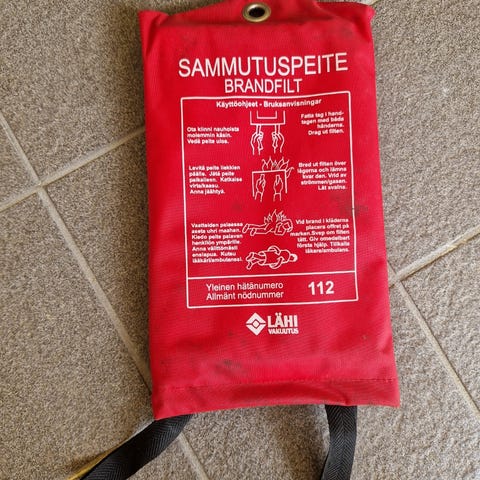 SAMMUTUSPEITE
BRANDFILT
Käyttöohjeet - Bruksanvisningar
Ota kiinni nauhoista
molemmin käsin.
Vedä peite ulos.
Fatta tag i hand-
tagen med båda
händerna.
Drag ut filten.
Levitä peite liekkien
päälle. Jätä peite
paikalleen. Katkaise
virta/kaasu.
Anna jäähtyä.
Bred ut filten över
lågorna och lämna
kvar den. Vrid av
strömmen/gasen.
Låt svalna.
Vaatteiden palaessa
aseta uhri maahan.
Kiedo peite palavan
henkilön ympärille.
Anna välittömästi
ensiapua. Kutsu
lääkäri/ambulanssi.
Vid brand i kläderna
placera offret på
marken. Svep om filten
tätt. Giv omedelbart
första hjälp. Tillkalla
läkare/ambulans.
Yleinen hätänumero
Allmänt nödnummer 112
LÄHI
VAKUUTUS